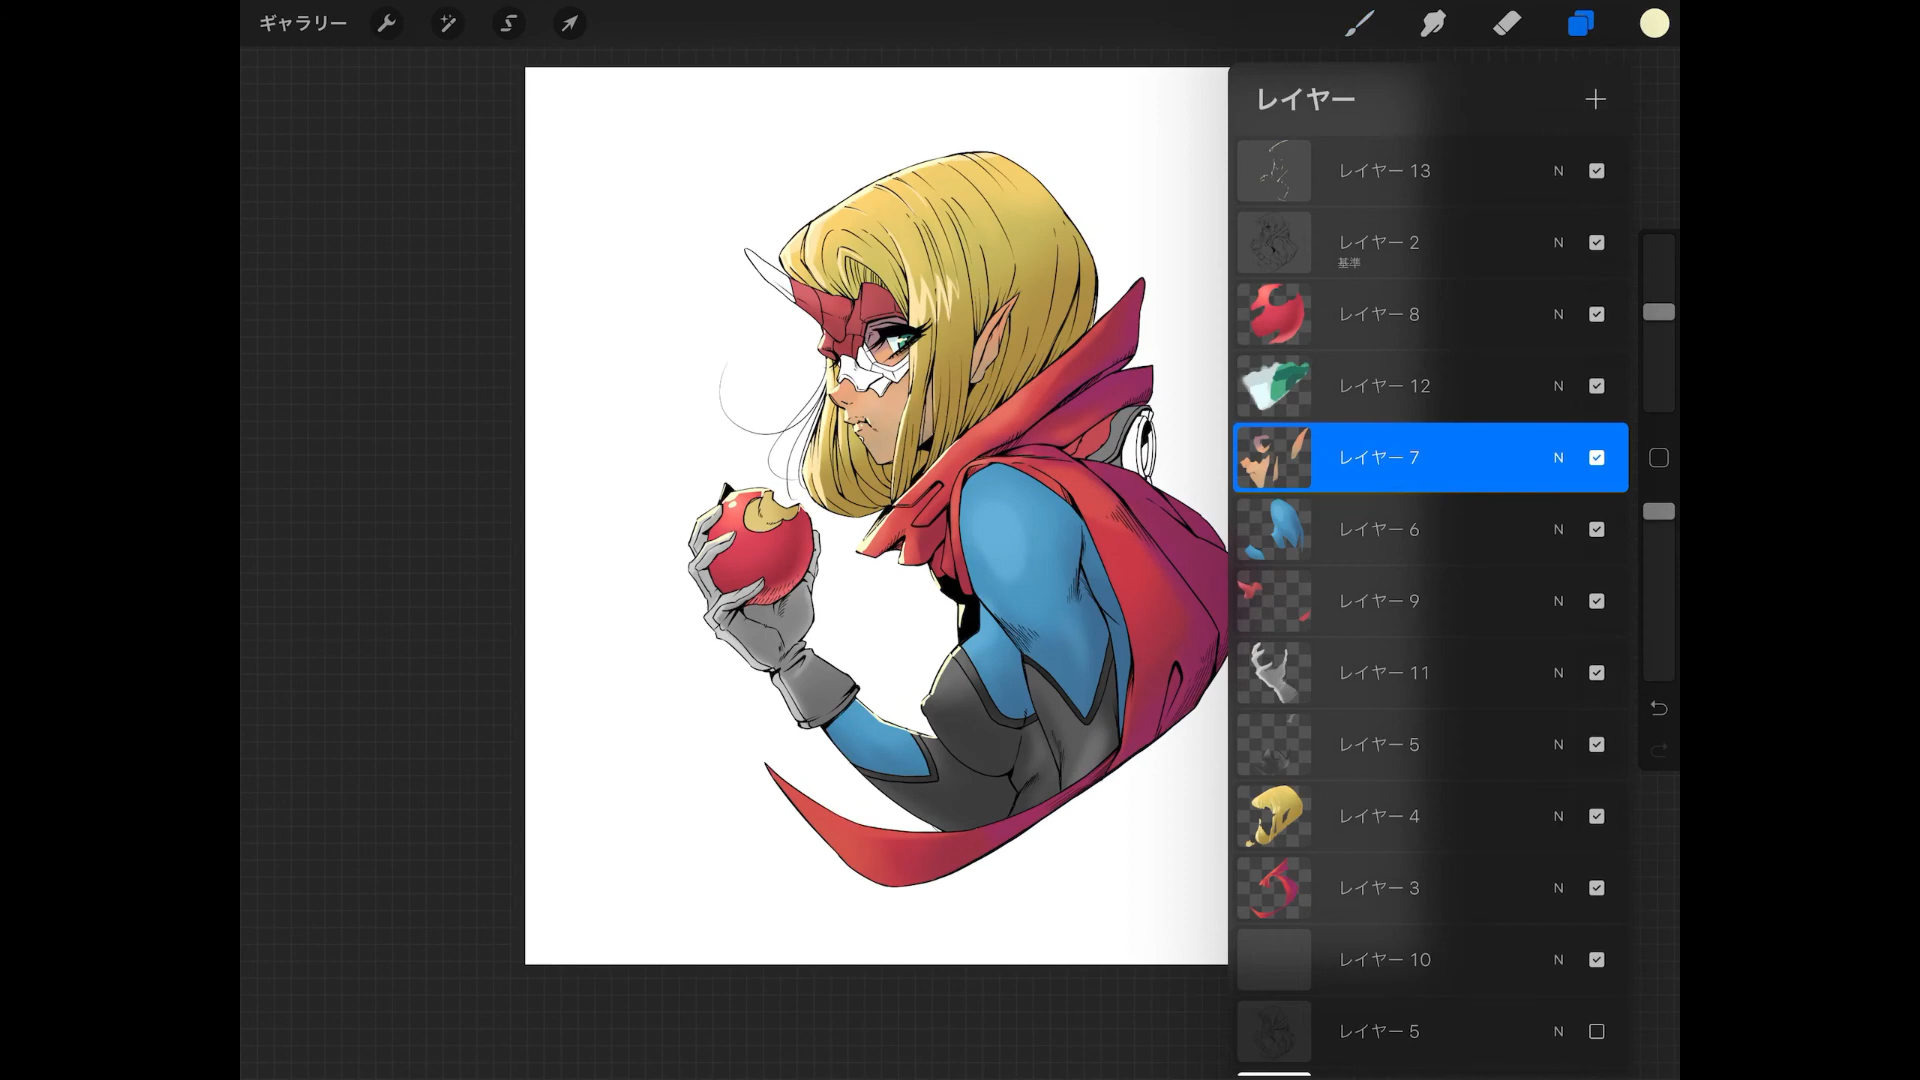 ギャラリー
レイヤー
レイヤー 13 N
レイヤー 2 N
基準
レイヤー 8 N
レイヤー 12 N
レイヤー 7 N
レイヤー 6 N
レイヤー 9 N
レイヤー 11 N
レイヤー 5 N
レイヤー 4 N
レイヤー 3 N
レイヤー 10 N
レイヤー 5 N